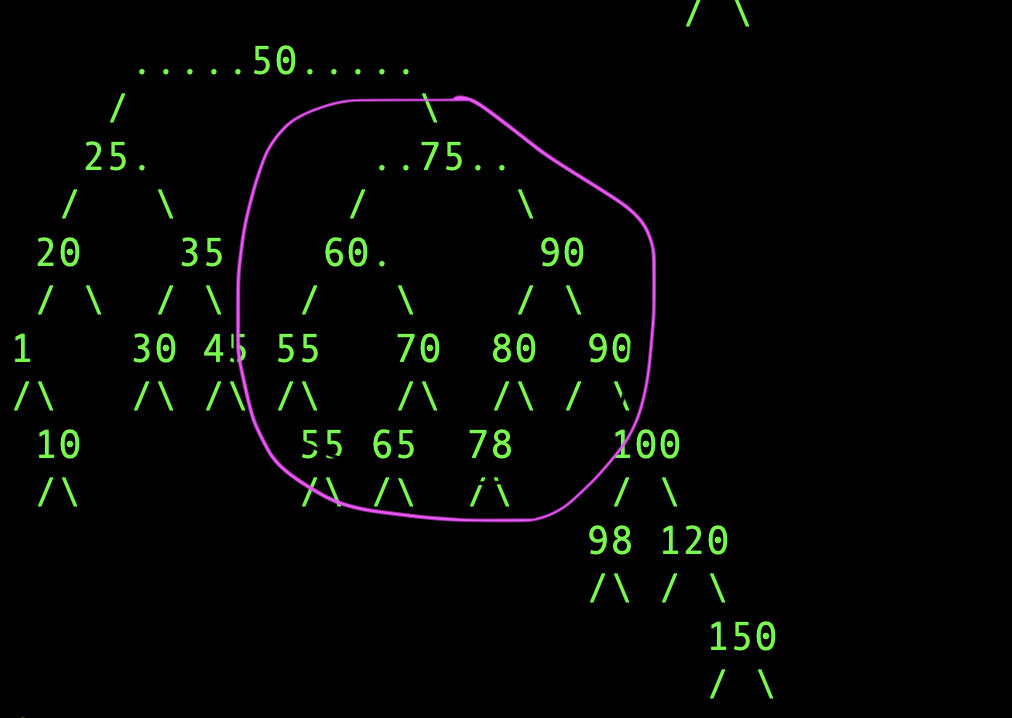 / \
.....50.....
/ \
25. ..75..
/ \ / \
20 35 60. 90
/ \ / \ / \ / \
1 30 45 55 70 80 90
/\ /\ /\ /\ /\ /\ / \
10 55 65 78 100
/\ /\ /\ /\ / \
98 120
/\ / \
150
/ \